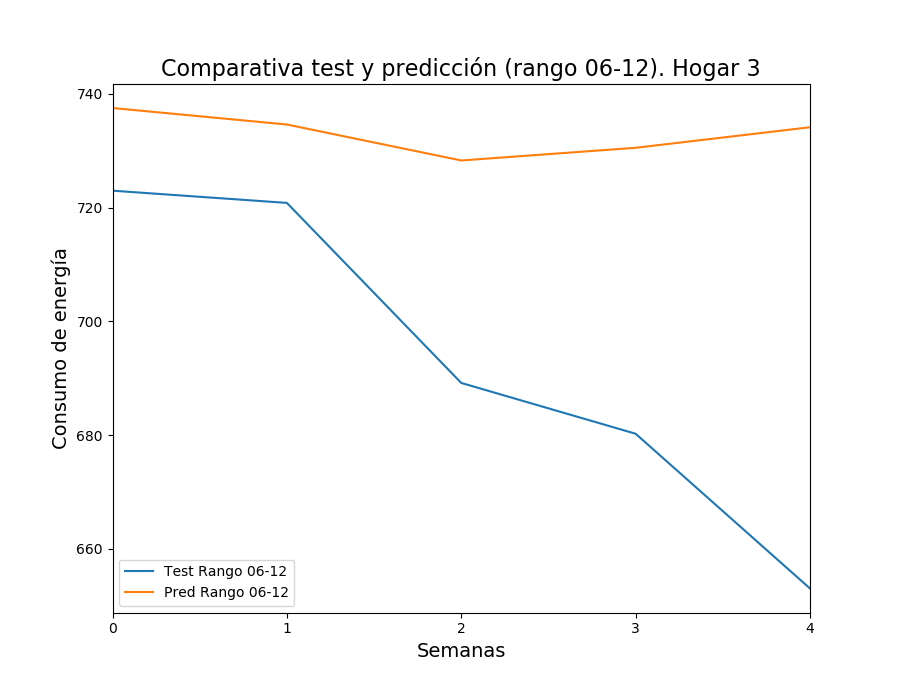 Comparativa test y predicción (rango 06-12). Hogar 3
740
720
700
680
660
Consumo de energía
Test Rango 06-12
Pred Rango 06-12
0 1 2 3 4
Semanas